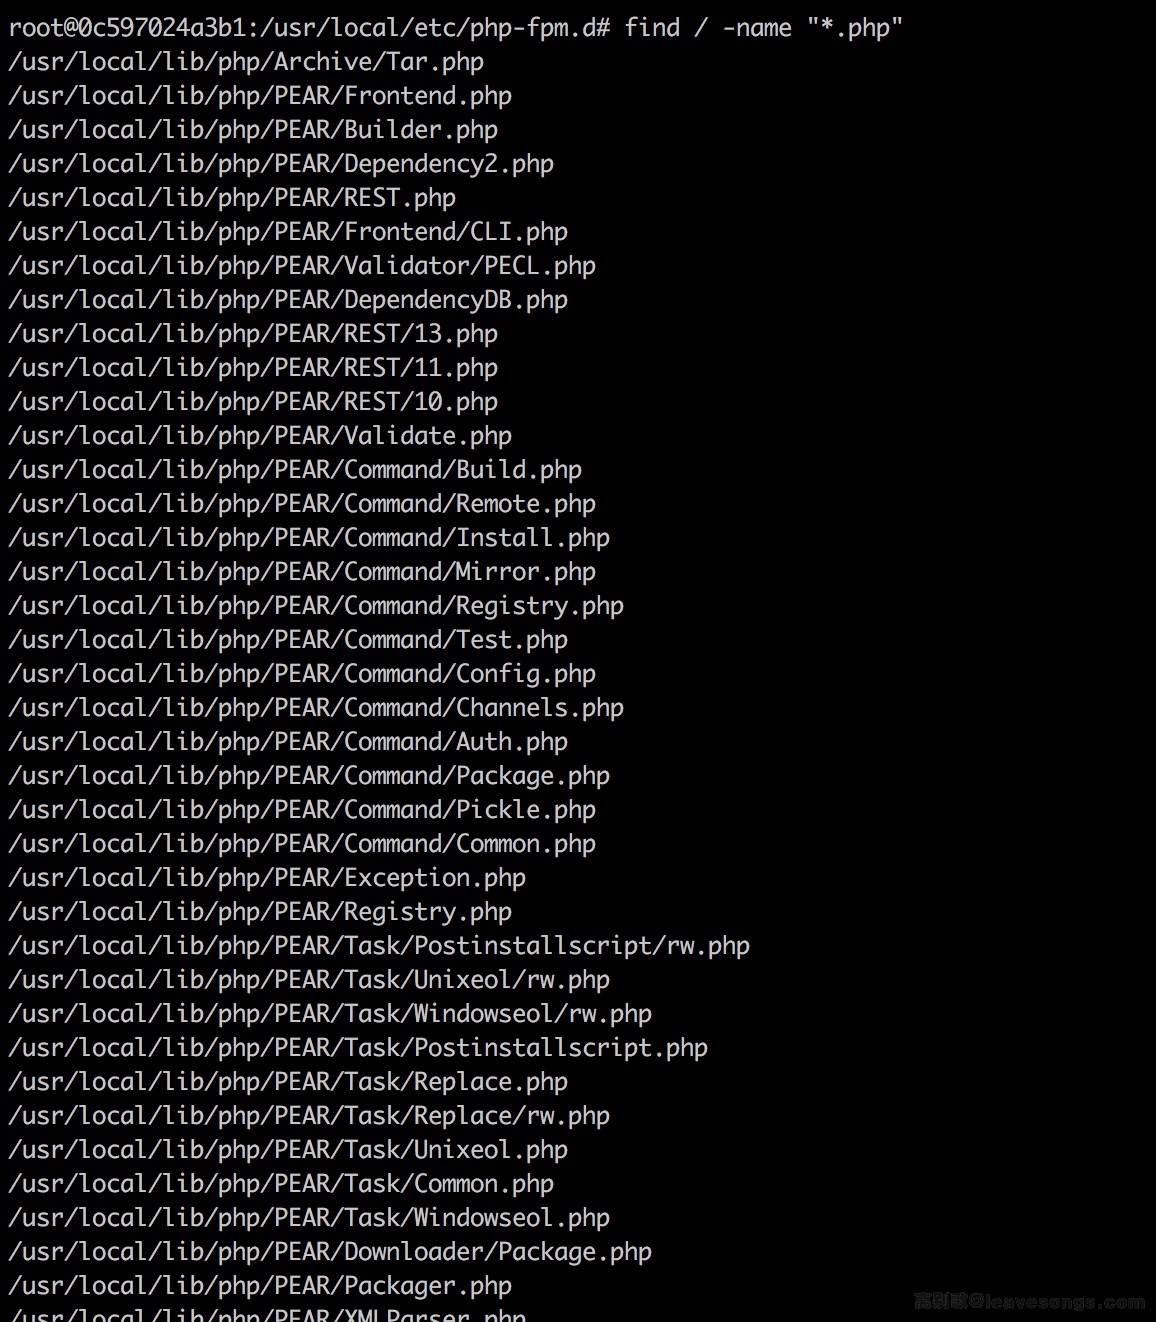 root@0c597024a3b1:/usr/local/etc/php-fpm.d# find / -name "*.php"
/usr/local/lib/php/Archive/Tar.php
/usr/local/lib/php/PEAR/Frontend.php
/usr/local/lib/php/PEAR/Builder.php
/usr/local/lib/php/PEAR/Dependency2.php
/usr/local/lib/php/PEAR/REST.php
/usr/local/lib/php/PEAR/Frontend/CLI.php
/usr/local/lib/php/PEAR/Validator/PECL.php
/usr/local/lib/php/PEAR/DependencyDB.php
/usr/local/lib/php/PEAR/REST/13.php
/usr/local/lib/php/PEAR/REST/11.php
/usr/local/lib/php/PEAR/REST/10.php
/usr/local/lib/php/PEAR/Validate.php
/usr/local/lib/php/PEAR/Command/Build.php
/usr/local/lib/php/PEAR/Command/Remote.php
/usr/local/lib/php/PEAR/Command/Install.php
/usr/local/lib/php/PEAR/Command/Mirror.php
/usr/local/lib/php/PEAR/Command/Registry.php
/usr/local/lib/php/PEAR/Command/Test.php
/usr/local/lib/php/PEAR/Command/Config.php
/usr/local/lib/php/PEAR/Command/Channels.php
/usr/local/lib/php/PEAR/Command/Auth.php
/usr/local/lib/php/PEAR/Command/Package.php
/usr/local/lib/php/PEAR/Command/Pickle.php
/usr/local/lib/php/PEAR/Command/Common.php
/usr/local/lib/php/PEAR/Exception.php
/usr/local/lib/php/PEAR/Registry.php
/usr/local/lib/php/PEAR/Task/Postinstallscript/rw.php
/usr/local/lib/php/PEAR/Task/Unixeol/rw.php
/usr/local/lib/php/PEAR/Task/Windowseol/rw.php
/usr/local/lib/php/PEAR/Task/Postinstallscript.php
/usr/local/lib/php/PEAR/Task/Replace.php
/usr/local/lib/php/PEAR/Task/Replace/rw.php
/usr/local/lib/php/PEAR/Task/Unixeol.php
/usr/local/lib/php/PEAR/Task/Common.php
/usr/local/lib/php/PEAR/Task/Windowseol.php
/usr/local/lib/php/PEAR/Downloader/Package.php
/usr/local/lib/php/PEAR/Packager.php
/usr/local/lib/php/PEAR/XMLParser.php
离别歌@leavesongs.com